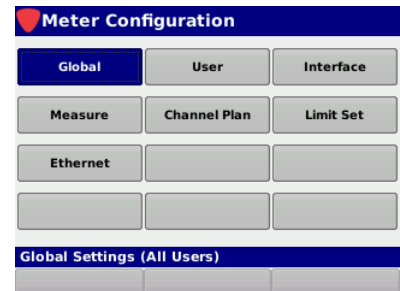 Meter Configuration
Global User Interface
Measure Channel Plan Limit Set
Ethernet
Global Settings (All Users)